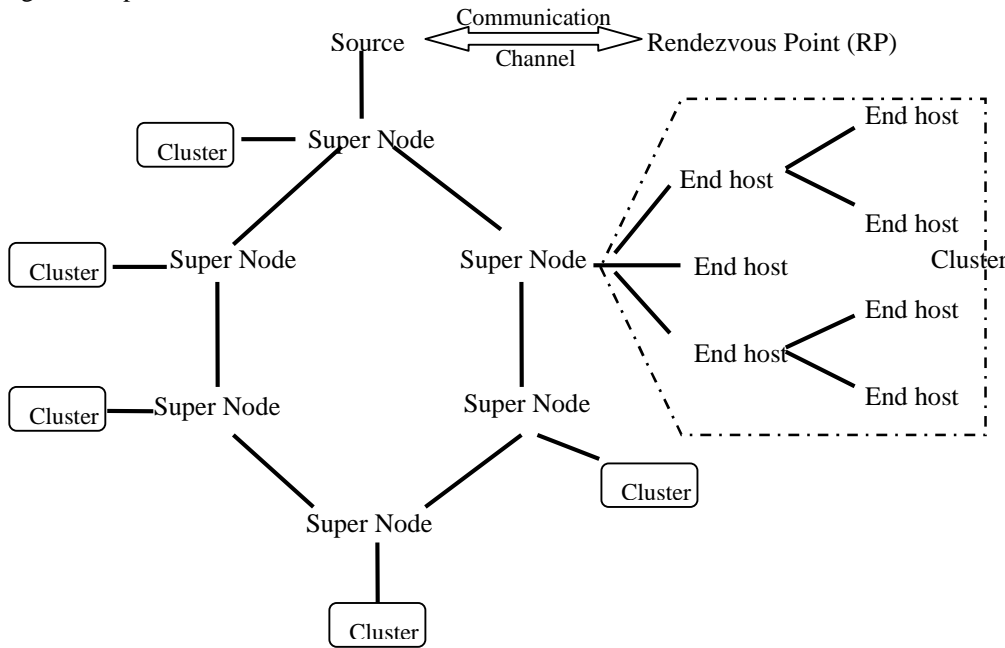 Communication
Source
Rendezvous Point (RP)
Channel
End host
Cluster
Super Node
End host
End host
Cluster
Super Node
Super Node
End host
Cluster
End host
End host
Cluster
Super Node
Super Node
End host
Cluster
Super Node
Cluster